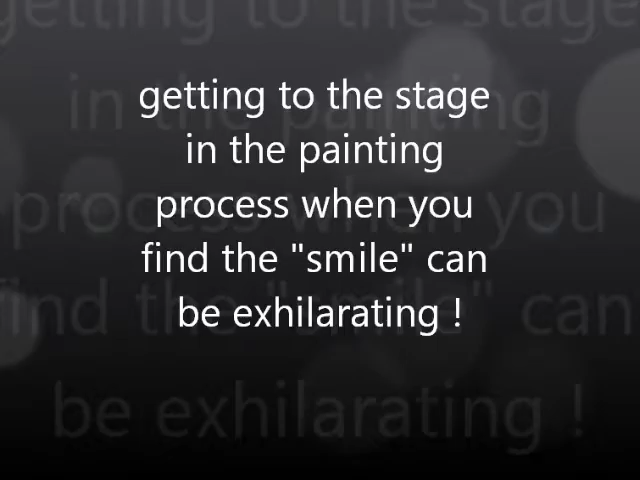 getting to the stage
in the painting
process when you
find the "smile" can
be exhilarating !